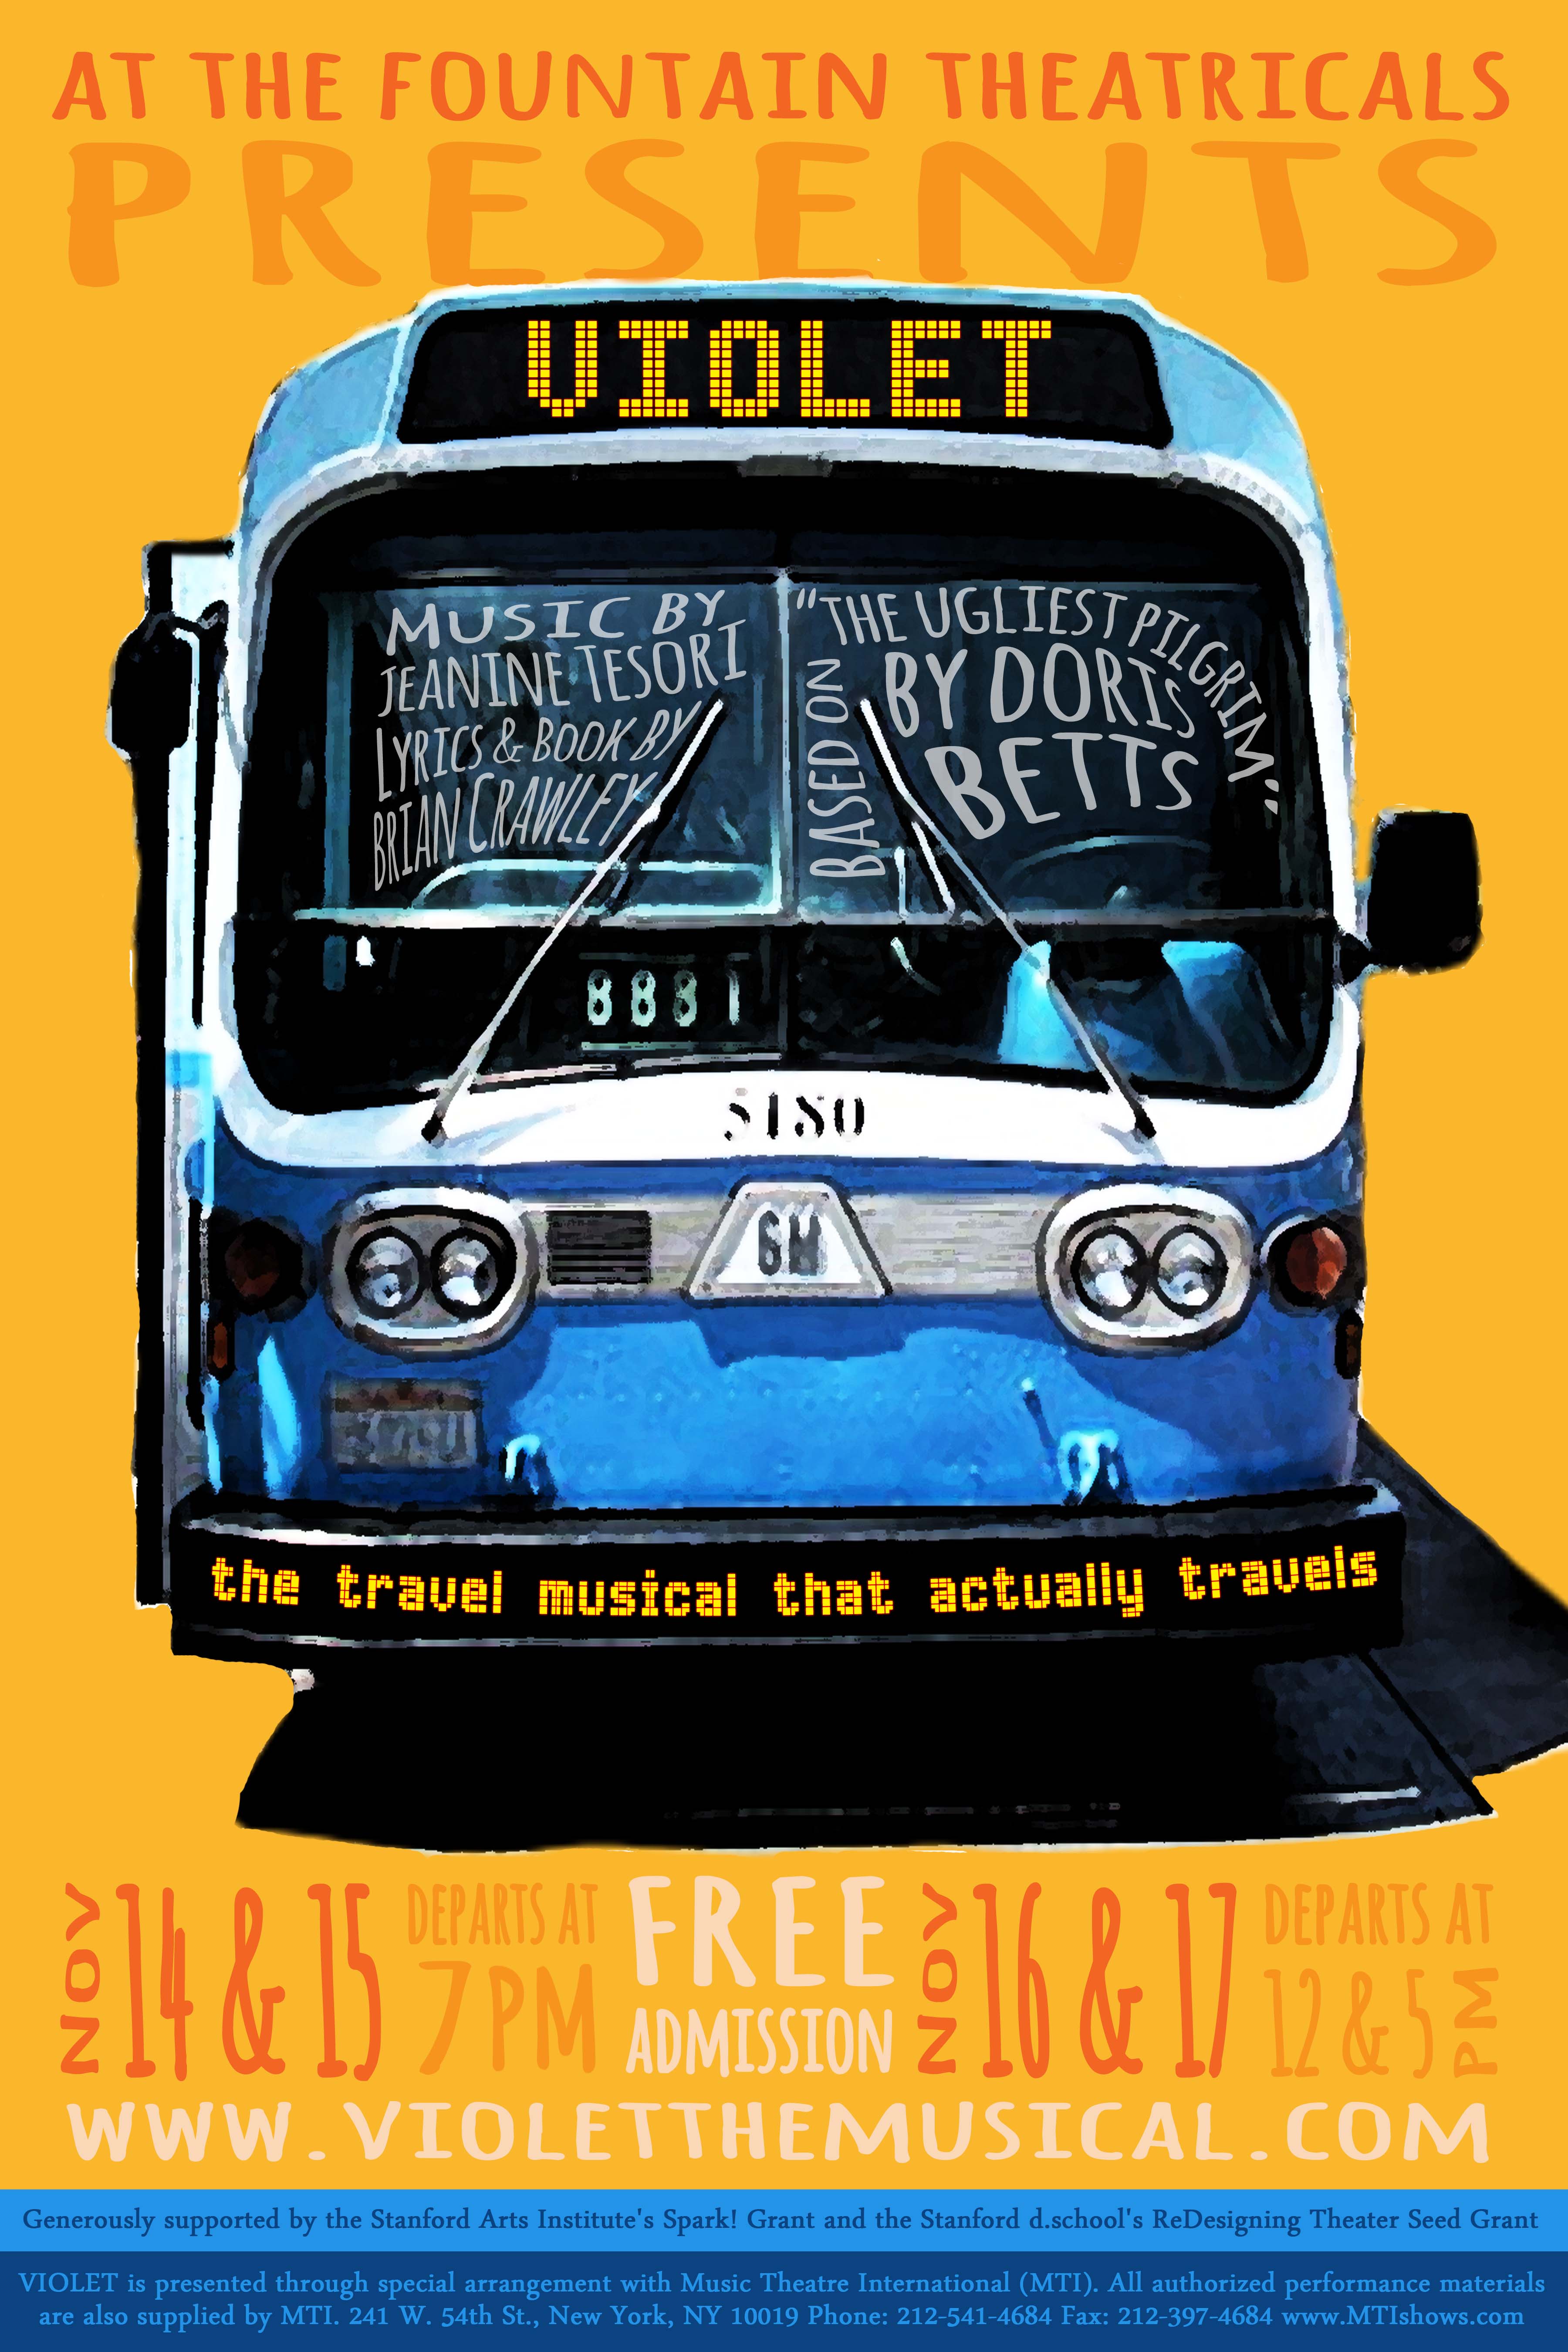 AT THE FOUNTAIN THEATRICALS
PRESENTS
VIOLET
MUSIC BY
JEANINE TESORI
LYRICS & BOOK BY
BRIAN CRAWLEY
BASED ON
"THE UGLIEST PILGRIM"
BY DORIS
BETTS
5180
GM
the travel musical that actually travels
NOV 14 & 15
DEPARTS AT
7 PM
FREE
ADMISSION
NOV 16 & 17
DEPARTS AT
12 & 5 PM
WWW.VIOLETTHEMUSICAL.COM
Generously supported by the Stanford Arts Institute's Spark! Grant and the Stanford d.school's ReDesigning Theater Seed Grant
VIOLET is presented through special arrangement with Music Theatre International (MTI). All authorized performance materials
are also supplied by MTI. 241 W. 54th St., New York, NY 10019 Phone: 212-541-4684 Fax: 212-397-4684 www.MTIshows.com